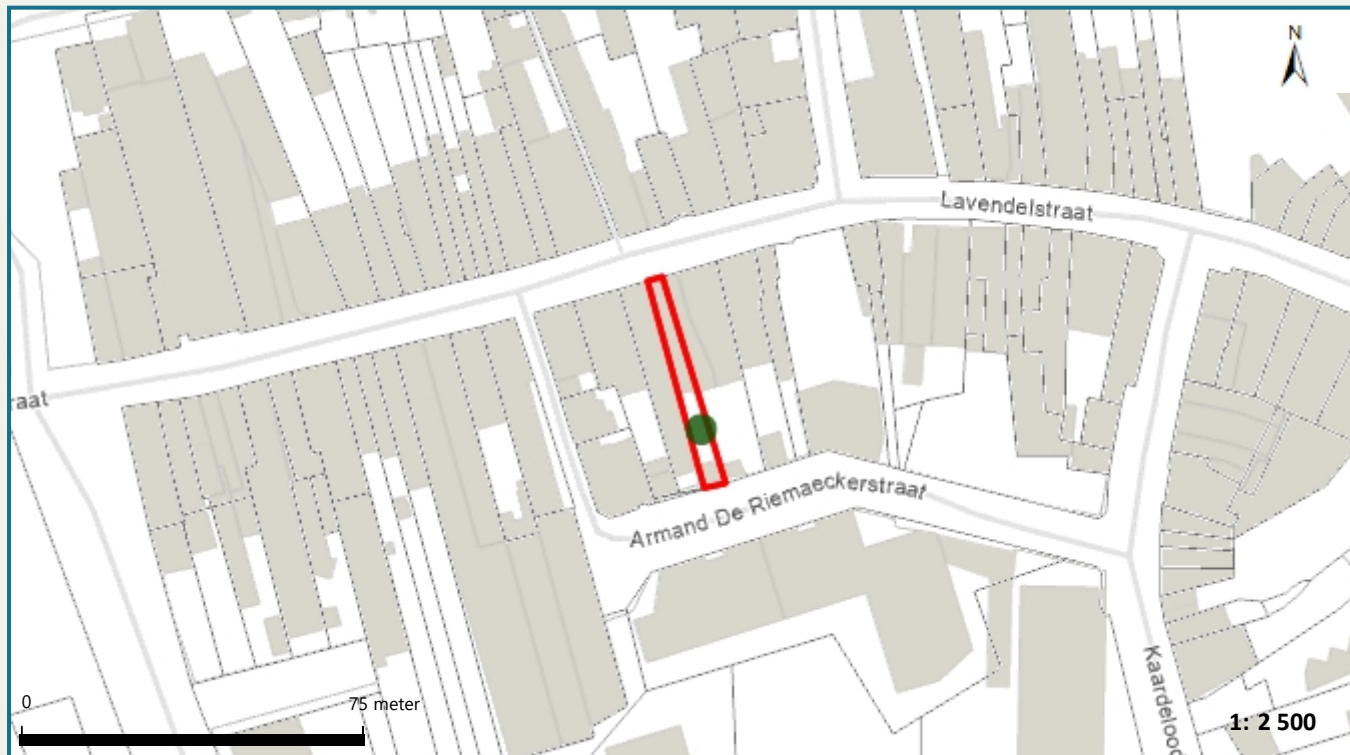 N
Lavendelstraat
raat
Armand De Riemaeckerstraat
Kaardeloo
0
75 meter
1: 2 500